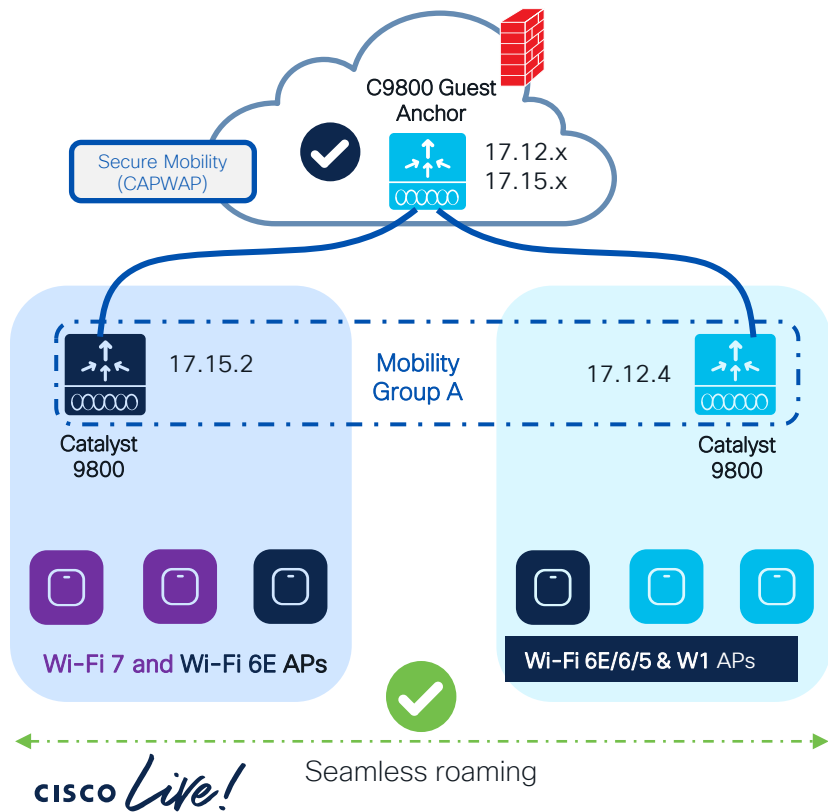 C9800 Guest
Anchor
Secure Mobility
(CAPWAP)
17.12.x
17.15.x
17.15.2
Mobility
Group A
17.12.4
Catalyst
9800
Catalyst
9800
Wi-Fi 7 and Wi-Fi 6E APs
Wi-Fi 6E/6/5 & W1 APs
Seamless roaming
CISCO Live!